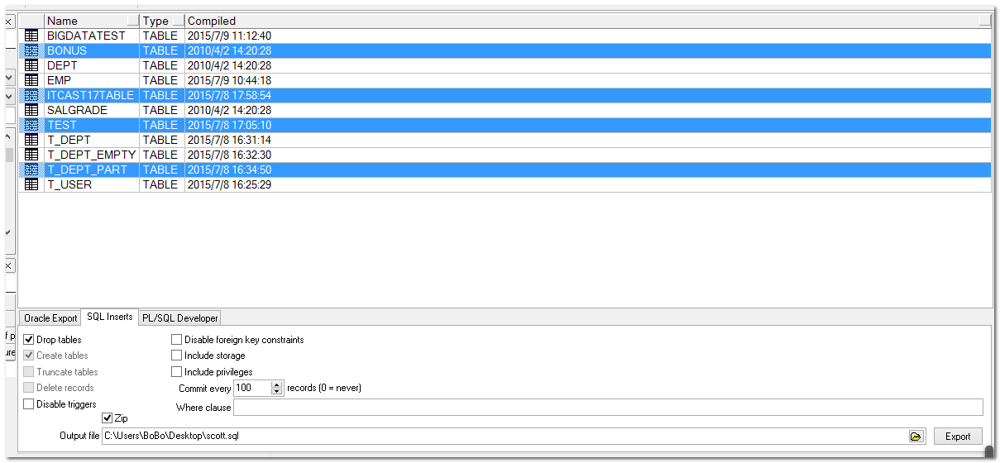 Name Type Compiled
BIGDATATEST TABLE 2015/7/9 11:12:40
BONUS TABLE 2010/4/2 14:20:28
DEPT TABLE 2010/4/2 14:20:28
EMP TABLE 2015/7/9 10:44:18
ITCAST17TABLE TABLE 2015/7/8 17:58:54
SALGRADE TABLE 2010/4/2 14:20:28
TEST TABLE 2015/7/8 17:05:10
T_DEPT TABLE 2015/7/8 16:31:14
T_DEPT_EMPTY TABLE 2015/7/8 16:32:30
T_DEPT_PART TABLE 2015/7/8 16:34:50
T_USER TABLE 2015/7/8 16:25:29
Oracle Export SQL Inserts PL/SQL Developer
f p
ure
Drop tables Disable foreign key constraints
Create tables Include storage
Truncate tables Include privileges
Delete records Commit every 100 records (0 = never)
Disable triggers Where clause
Zip
Output file C:\Users\BoBo\Desktop\scott.sql Export